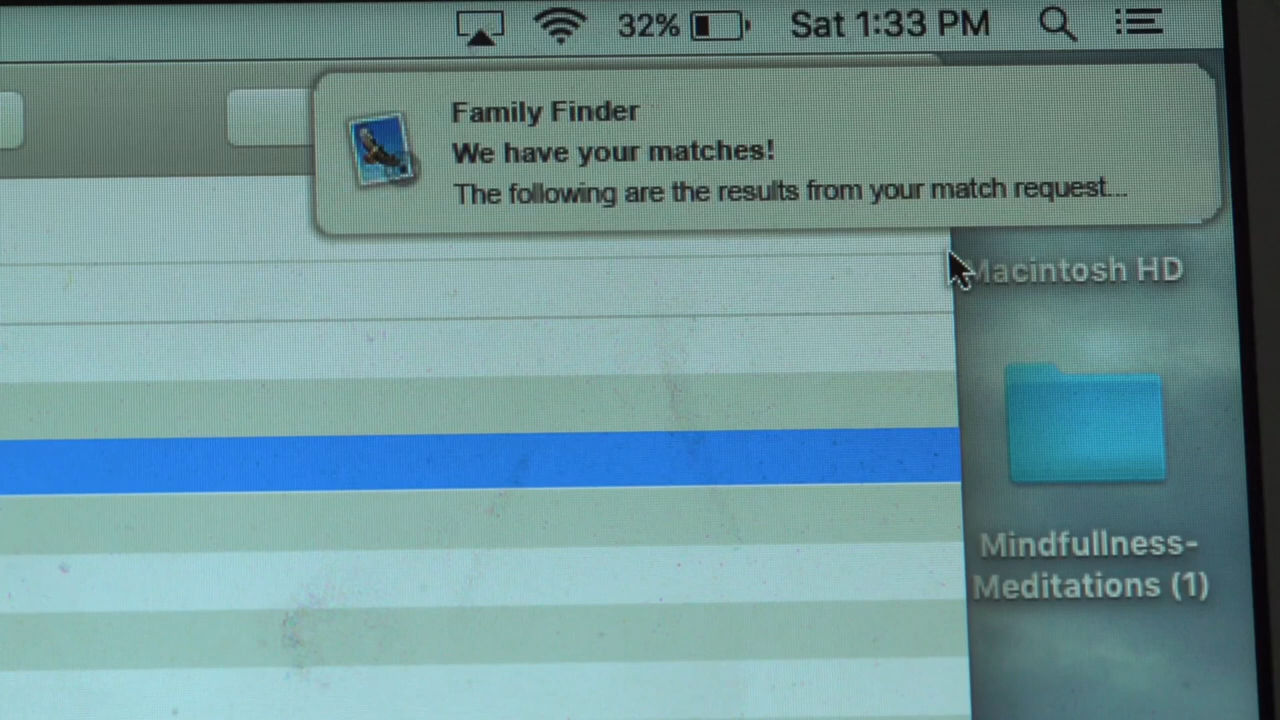 32% Sat 1:33 PM
Family Finder
We have your matches!
The following are the results from your match request...
Macintosh HD
Mindfullness-
Meditations (1)